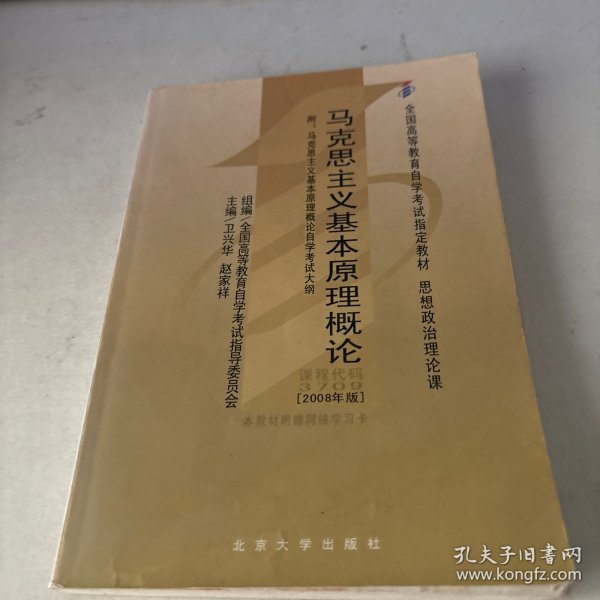 全国高等教育自学考试指定教材 思想政治理论课
马克思主义基本原理概论
附：马克思主义基本原理概论自学考试大纲
组编/全国高等教育自学考试指导委员会
主编/卫兴华 赵家祥
课程代码
3709
[2008年版]
本教材附赠网络学习卡
北京大学出版社
孔夫子旧书网
www.kongfz.com